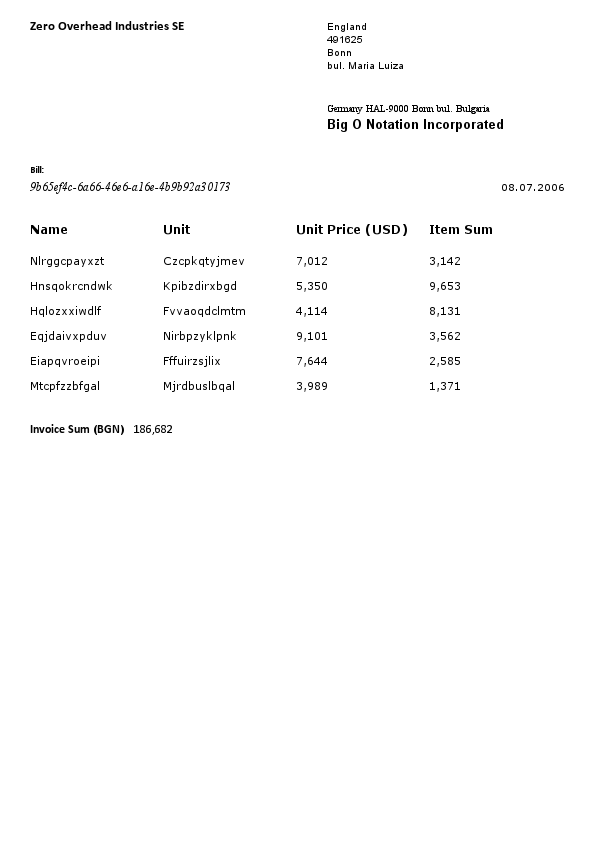 Zero Overhead Industries SE
England
491625
Bonn
bul. Maria Luiza
Germany HAL-9000 Bonn bul. Bulgaria
Big O Notation Incorporated
Bill:
9b65ef4c-6a66-46e6-a16e-4b9b92a30173 08.07.2006
Name Unit Unit Price (USD) Item Sum
Nlrggcpayxzt Czcpkqtyjmev 7,012 3,142
Hnsqokrcndwk Kpibzdirxbgd 5,350 9,653
Hqlozxxiwdlf Fvvaoqdclmtm 4,114 8,131
Eqjdaivxpduv Nirbpzyklpnk 9,101 3,562
Eiapqvroeipi Fffuirzsjlix 7,644 2,585
Mtcpfzzbfgal Mjrdbuslbqal 3,989 1,371
Invoice Sum (BGN) 186,682